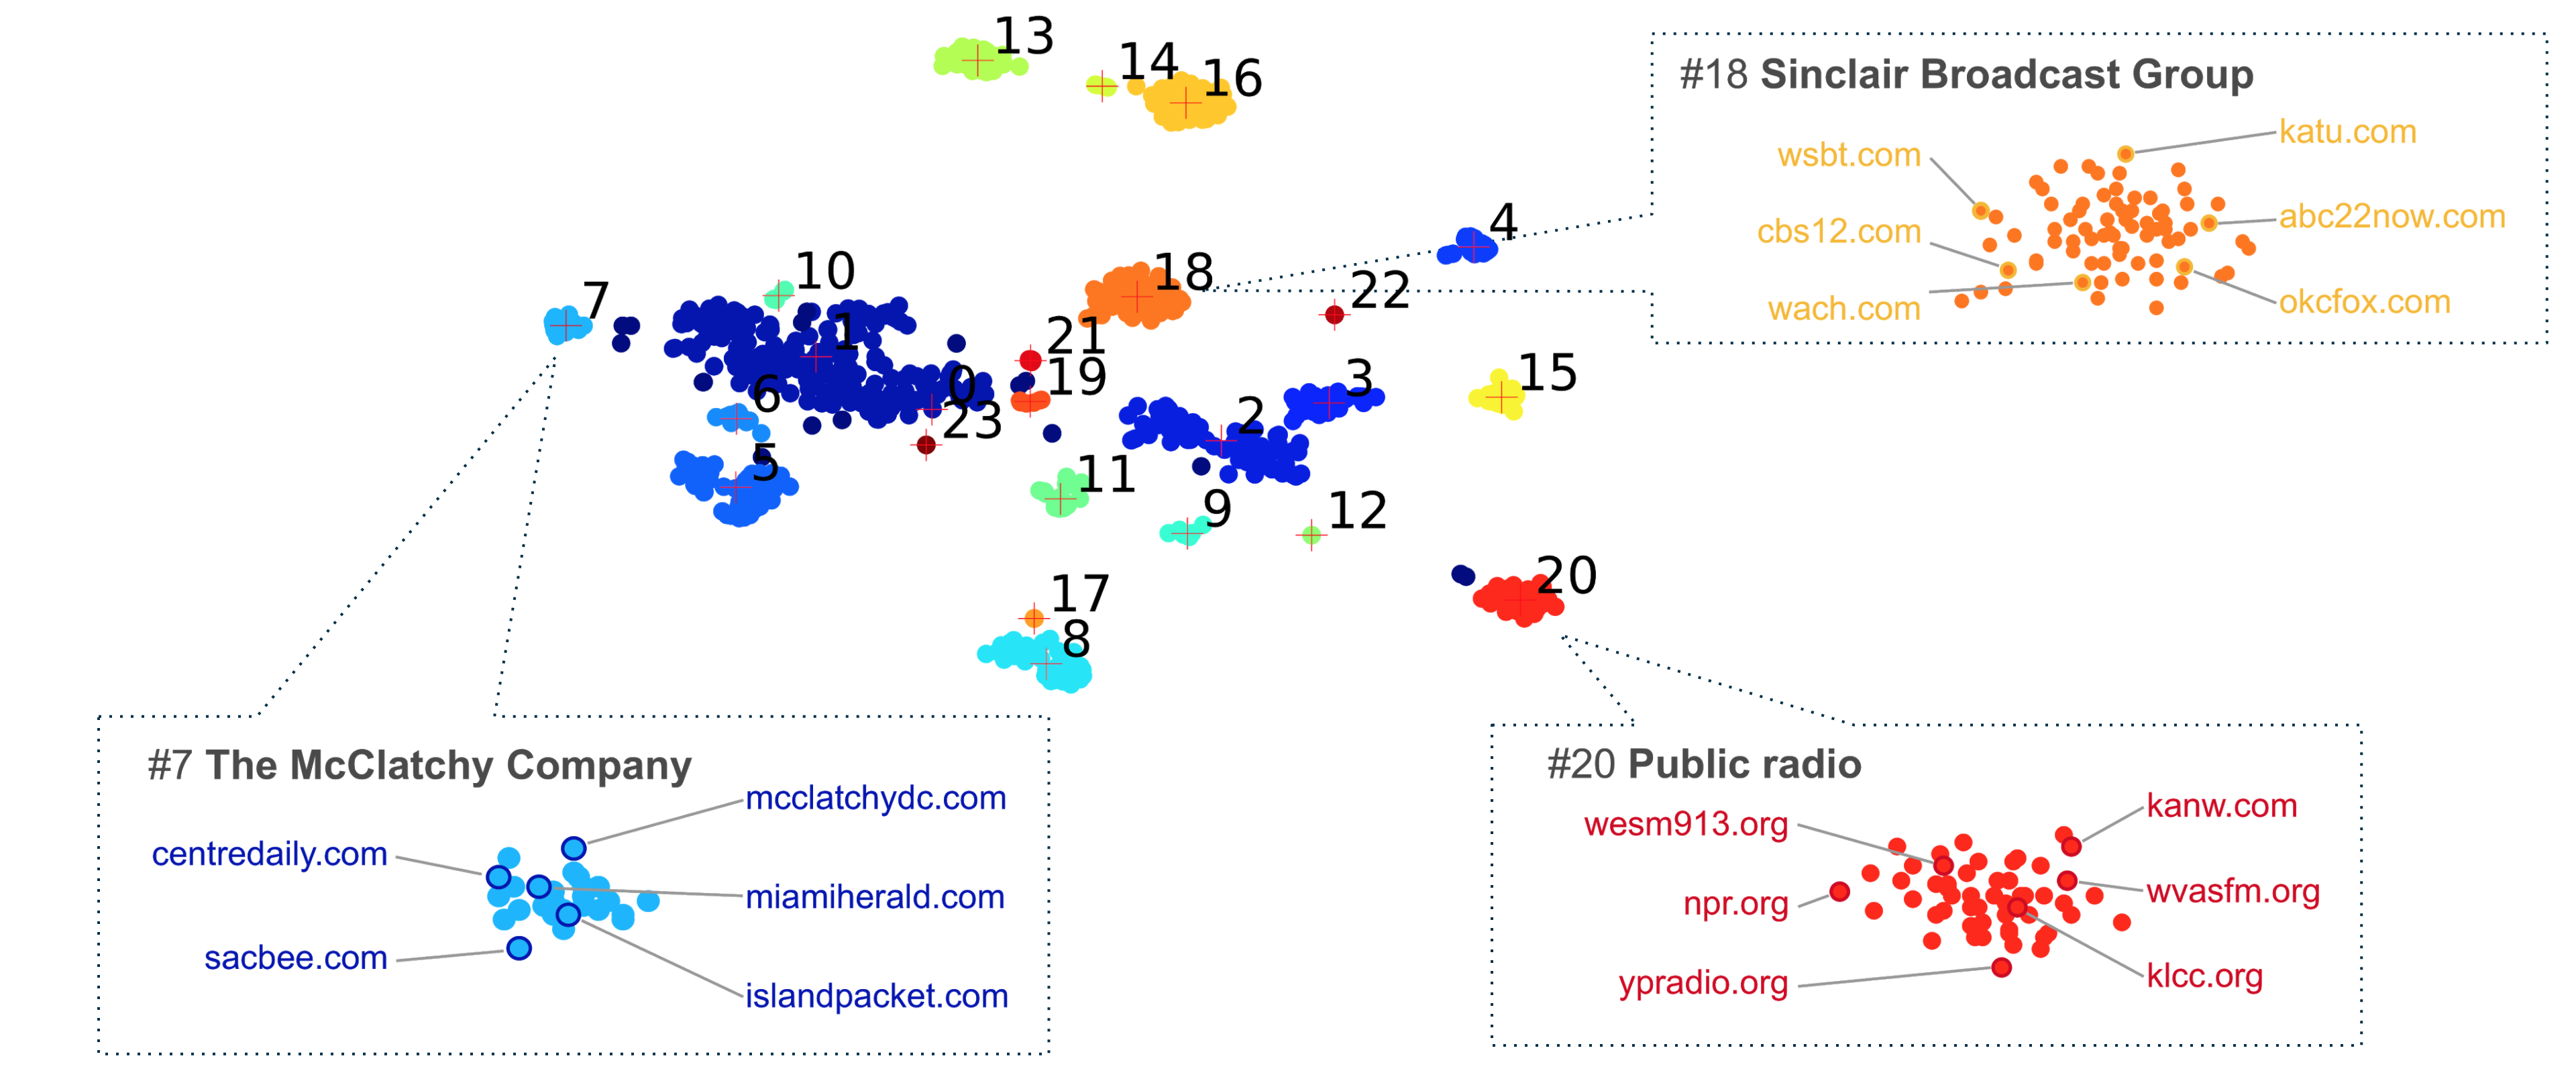 13
14
16
#18 Sinclair Broadcast Group
katu.com
wsbt.com
abc22now.com
cbs12.com
okcfox.com
wach.com
4
18
10
7
22
1
21
19
3
15
0
6
23
2
5
11
9
12
20
17
8
#7 The McClatchy Company
mcclatchydc.com
centredaily.com
miamiherald.com
sacbee.com
islandpacket.com
#20 Public radio
kanw.com
wesm913.org
wvasfm.org
npr.org
klcc.org
ypradio.org